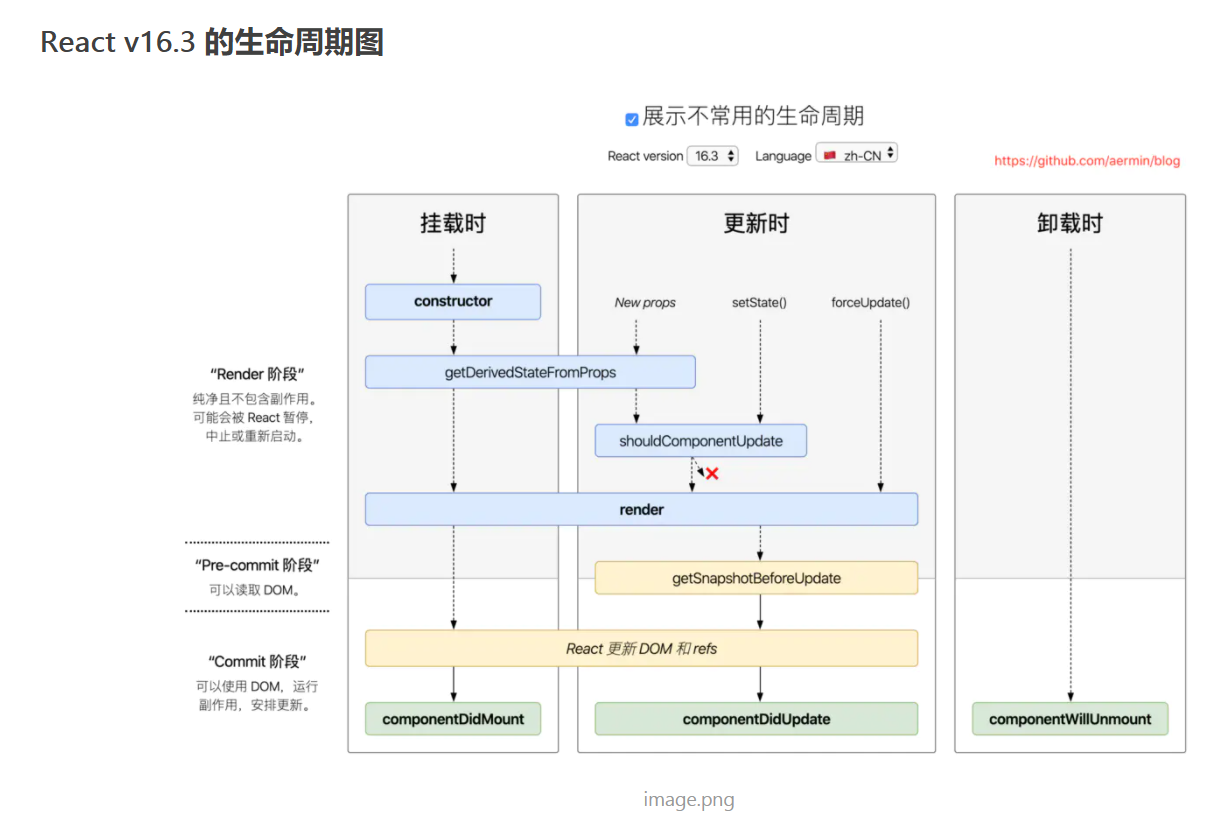 React v16.3 的生命周期图
展示不常用的生命周期
React version 16.3 Language zh-CN
https://github.com/aermin/blog
挂载时 更新时 卸载时
constructor New props setState() forceUpdate()
“Render 阶段” getDerivedStateFromProps
纯净且不包含副作用。
可能会被 React 暂停，
中止或重新启动。
shouldComponentUpdate
render
“Pre-commit 阶段”
可以读取 DOM。
getSnapshotBeforeUpdate
React 更新 DOM 和 refs
“Commit 阶段”
可以使用 DOM，运行
副作用，安排更新。
componentDidMount componentDidUpdate componentWillUnmount
image.png